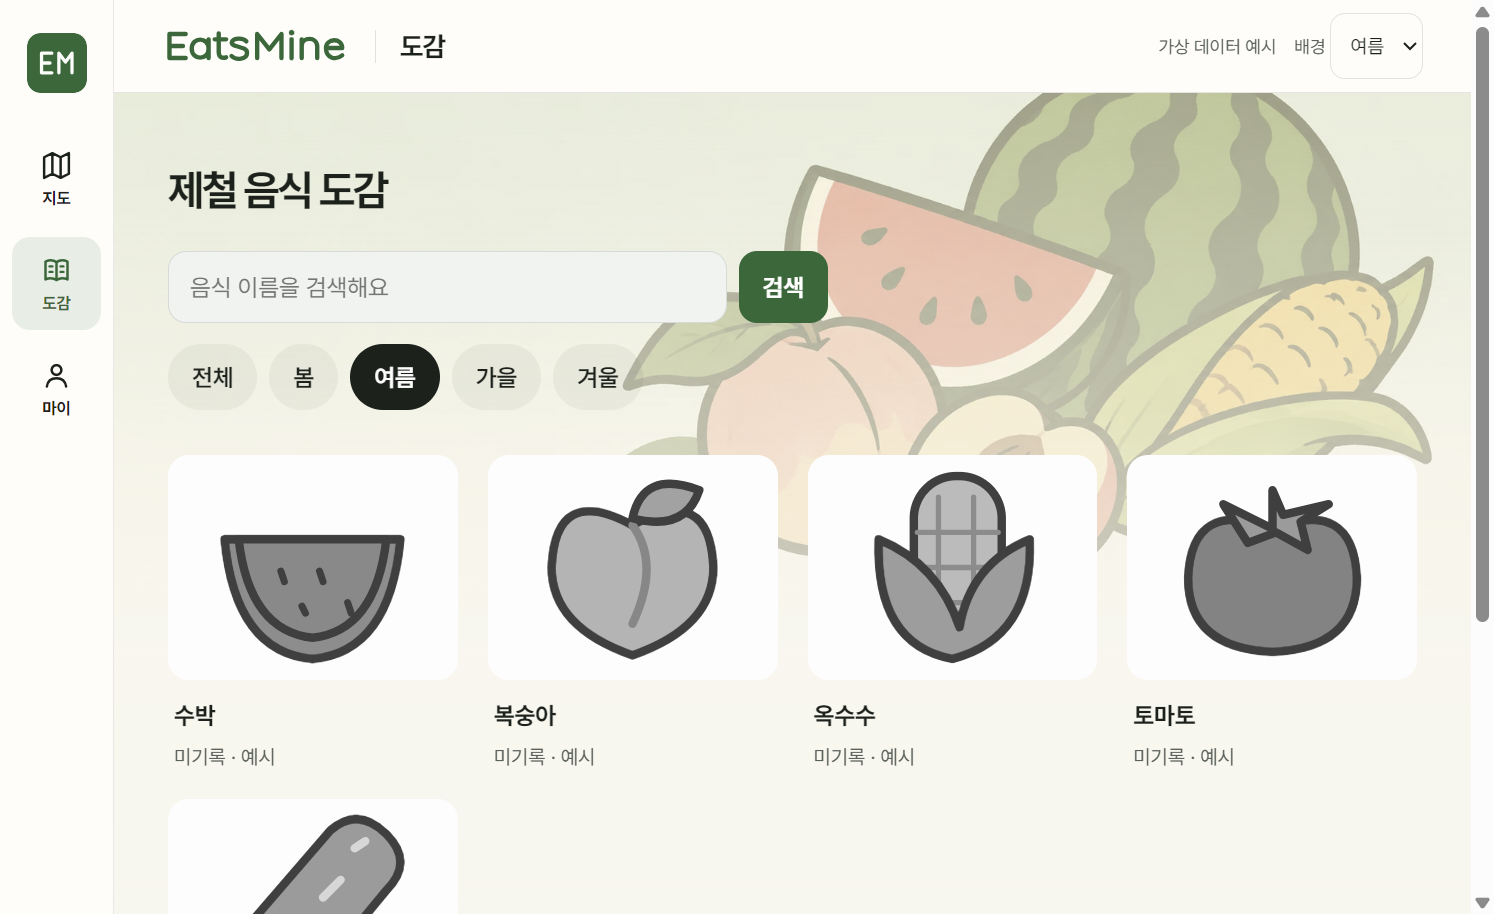 EM
지도
도감
마이
EatsMine
도감
가상 데이터 예시
배경
여름
제철 음식 도감
음식 이름을 검색해요
검색
전체
봄
여름
가을
겨울
수박
미기록 · 예시
복숭아
미기록 · 예시
옥수수
미기록 · 예시
토마토
미기록 · 예시